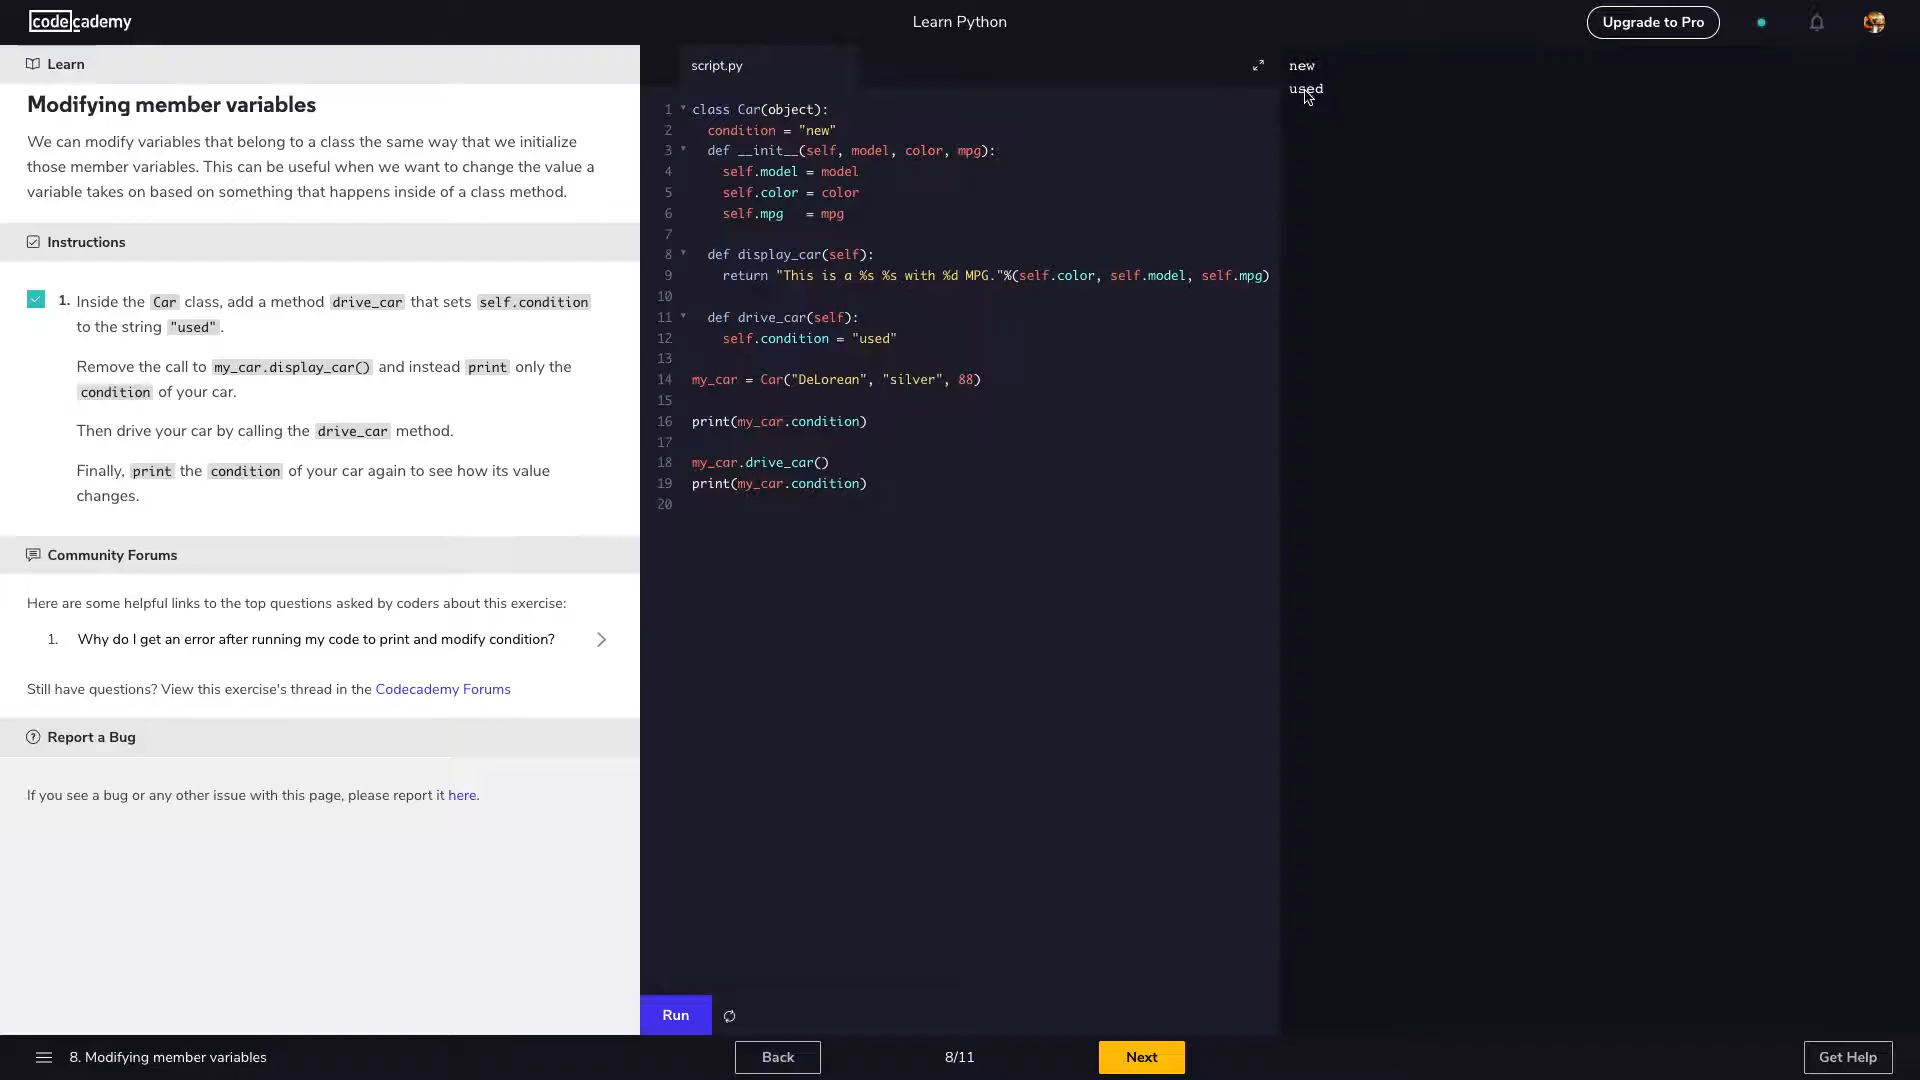 codecademy
Learn Python
Upgrade to Pro
Learn
Modifying member variables
We can modify variables that belong to a class the same way that we initialize
those member variables. This can be useful when we want to change the value a
variable takes on based on something that happens inside of a class method.
Instructions
1. Inside the Car class, add a method drive_car that sets self.condition
to the string "used".
Remove the call to my_car.display_car() and instead print only the
condition of your car.
Then drive your car by calling the drive_car method.
Finally, print the condition of your car again to see how its value
changes.
Community Forums
Here are some helpful links to the top questions asked by coders about this exercise:
1. Why do I get an error after running my code to print and modify condition?
Still have questions? View this exercise's thread in the Codecademy Forums
Report a Bug
If you see a bug or any other issue with this page, please report it here.
script.py
1 class Car(object):
2   condition = "new"
3   def __init__(self, model, color, mpg):
4     self.model = model
5     self.color = color
6     self.mpg   = mpg
7
8   def display_car(self):
9     return "This is a %s %s with %d MPG."%(self.color, self.model, self.mpg)
10
11   def drive_car(self):
12     self.condition = "used"
13
14 my_car = Car("DeLorean", "silver", 88)
15
16 print(my_car.condition)
17
18 my_car.drive_car()
19 print(my_car.condition)
20
new
used
Run
8. Modifying member variables
Back
8/11
Next
Get Help